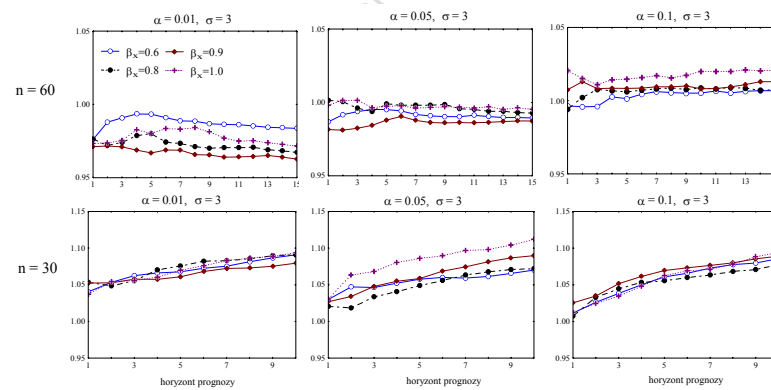 α = 0.01, σ = 3
α = 0.05, σ = 3
α = 0.1, σ = 3
n = 60
1.10
1.05
1.00
0.95
βx=0.6
βx=0.9
βx=0.8
βx=1.0
1 3 5 7 9 11 13 15
1.05
1.00
0.95
1 3 5 7 9 11 13 15
1.05
1.00
0.95
1 3 5 7 9 11 13
α = 0.01, σ = 3
α = 0.05, σ = 3
α = 0.1, σ = 3
n = 30
1.15
1.10
1.05
1.00
0.95
1 3 5 7 9
horyzont prognozy
1.15
1.10
1.05
1.00
0.95
1 3 5 7 9
horyzont prognozy
1.15
1.10
1.05
1.00
0.95
1 3 5 7 9
horyzont prognozy